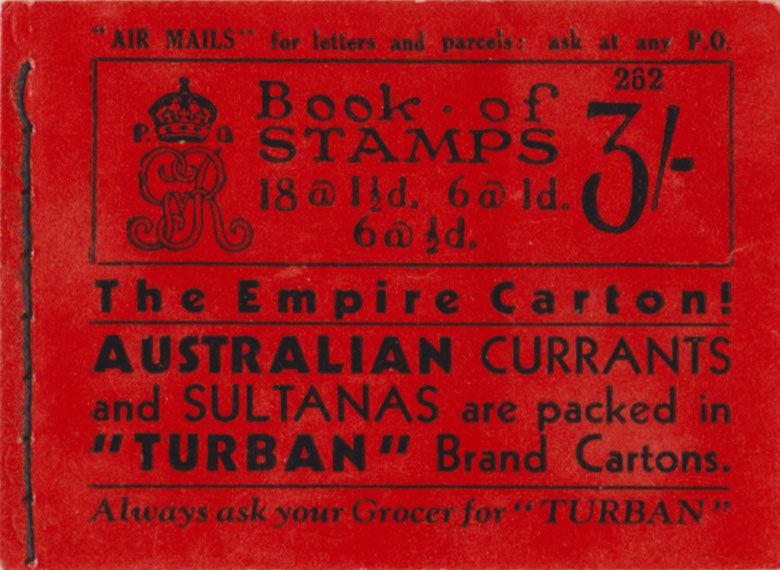 "AIR MAILS" for letters and parcels: ask at any P.O.
262
P. O
GR
Book · of
STAMPS 3/-
18 @ 1½d. 6 @ 1d.
6 @ ½d.
The Empire Carton!
AUSTRALIAN CURRANTS
and SULTANAS are packed in
"TURBAN" Brand Cartons.
Always ask your Grocer for "TURBAN"